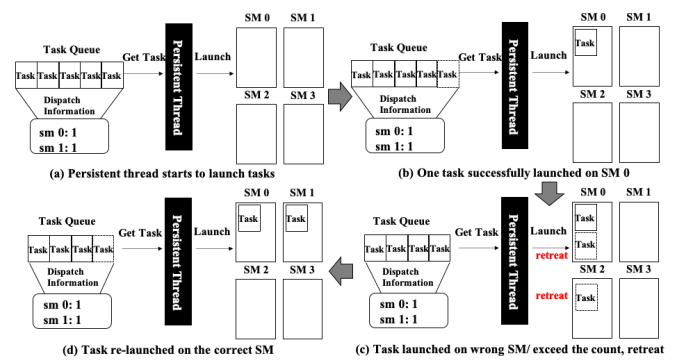 SM 0 SM 1
Task Queue
Get Task
Persistent Thread
Launch
Task Task Task Task Task
Dispatch
Information
SM 2 SM 3
sm 0: 1
sm 1: 1
(a) Persistent thread starts to launch tasks
SM 0 SM 1
Task Queue
Get Task
Persistent Thread
Launch
Task
Task Task Task Task Task
Dispatch
Information
SM 2 SM 3
sm 0: 1
sm 1: 1
(b) One task successfully launched on SM 0
SM 0 SM 1
Task Queue
Get Task
Persistent Thread
Launch
Task Task
Task Task Task Task
Dispatch
Information
SM 2 SM 3
sm 0: 1
sm 1: 1
(d) Task re-launched on the correct SM
SM 0 SM 1
Task Queue
Get Task
Persistent Thread
Launch
Task
Task
retreat
Task Task Task Task
Dispatch
Information
SM 2 SM 3
retreat
Task
sm 0: 1
sm 1: 1
(c) Task launched on wrong SM/ exceed the count, retreat